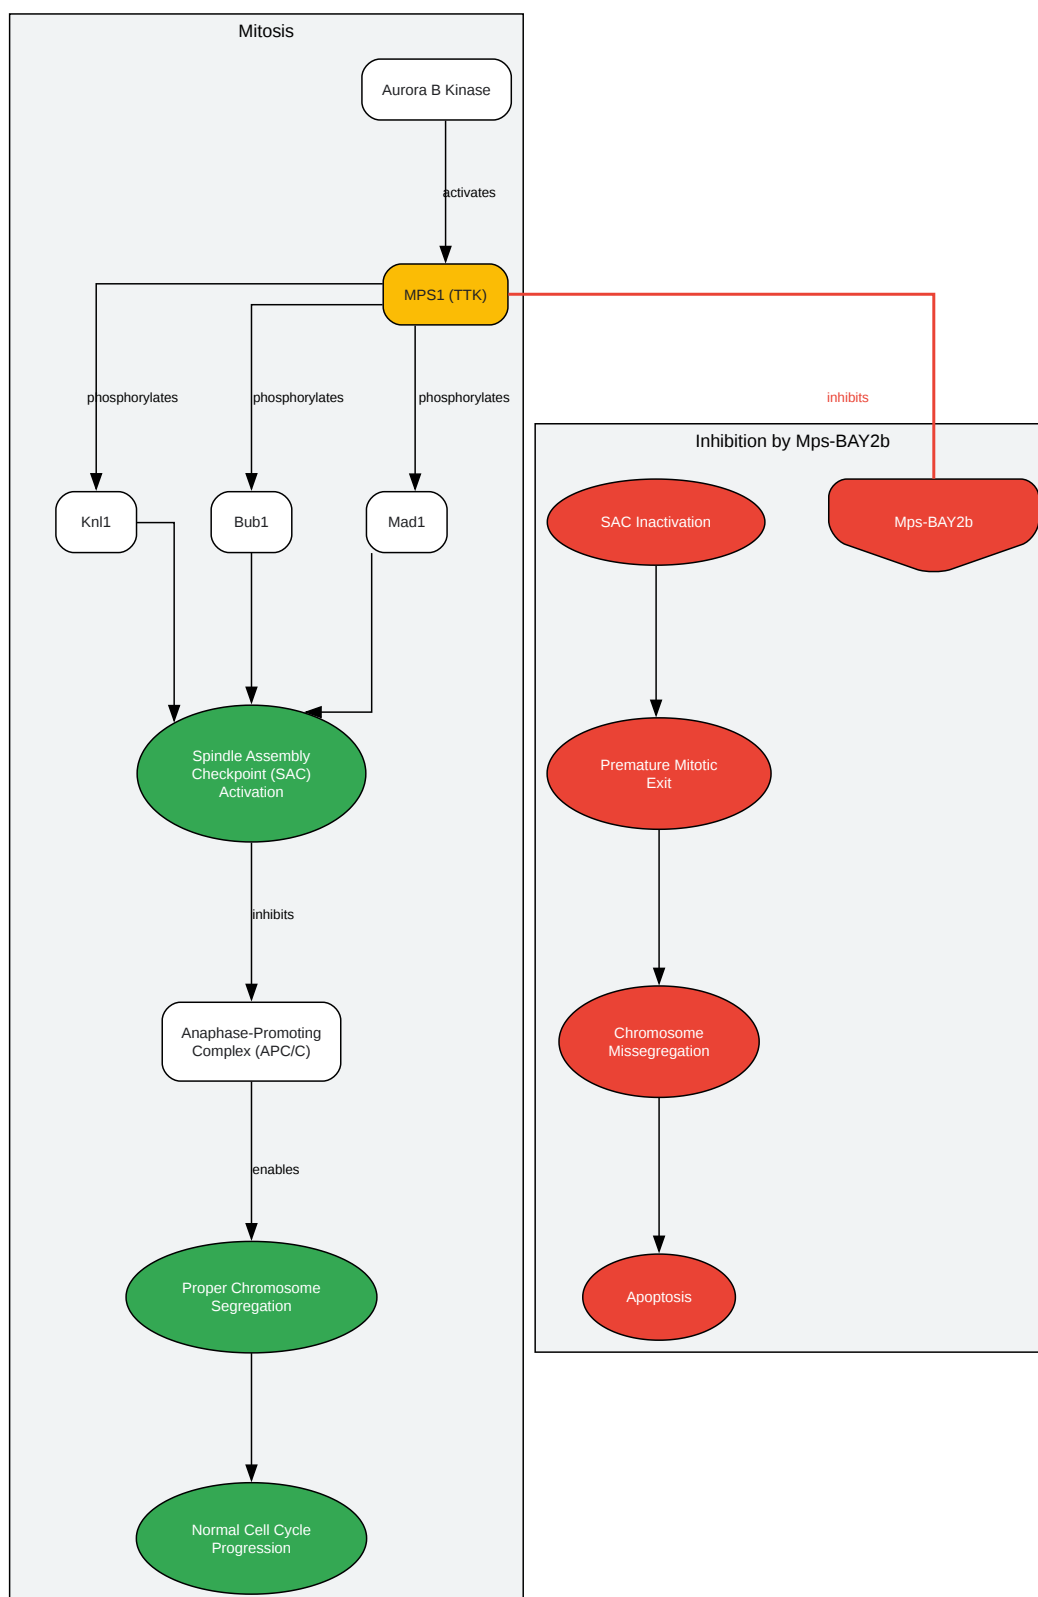 Mitosis
Aurora B Kinase
activates
MPS1 (TTK)
phosphorylates
phosphorylates
phosphorylates
inhibits
Knl1
Bub1
Mad1
Spindle Assembly
Checkpoint (SAC)
Activation
inhibits
Anaphase-Promoting
Complex (APC/C)
enables
Proper Chromosome
Segregation
Normal Cell Cycle
Progression
Inhibition by Mps-BAY2b
SAC Inactivation
Mps-BAY2b
Premature Mitotic
Exit
Chromosome
Missegregation
Apoptosis